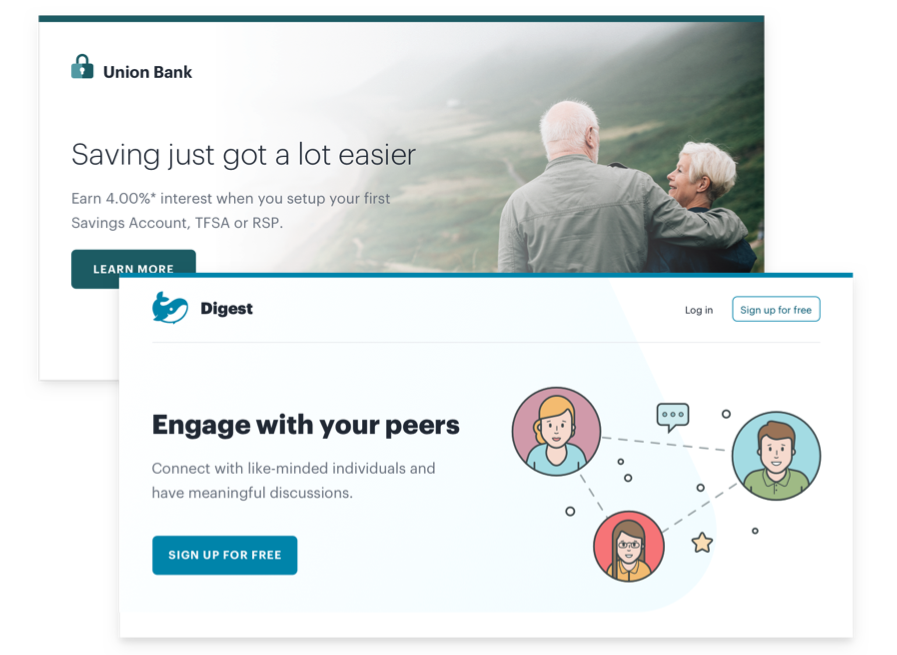 Union Bank
Saving just got a lot easier
Earn 4.00%* interest when you setup your first
Savings Account, TFSA or RSP.
LEARN MORE
Digest
Log in
Sign up for free
Engage with your peers
Connect with like-minded individuals and
have meaningful discussions.
SIGN UP FOR FREE